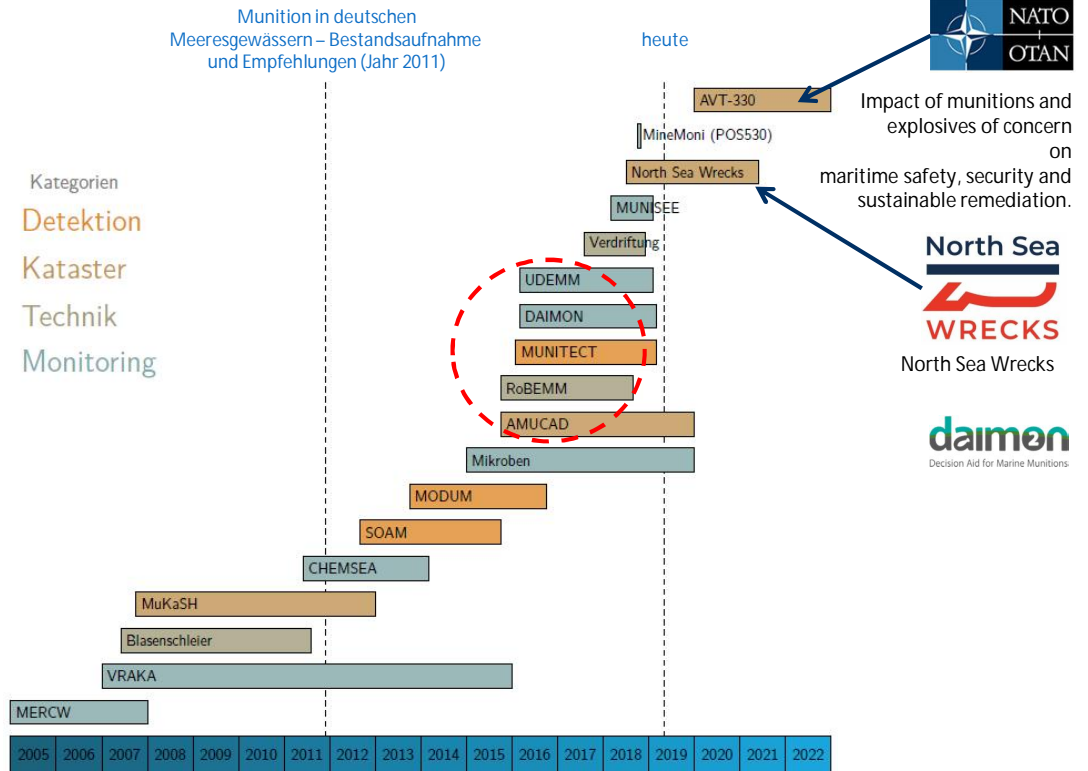 Munition in deutschen
Meeresgewässern – Bestandsaufnahme
und Empfehlungen (Jahr 2011)
heute
NATO
OTAN
AVT-330
Impact of munitions and
explosives of concern
on
maritime safety, security and
sustainable remediation.
MineMoni (POS530)
North Sea Wrecks
Kategorien
Detektion
Kataster
Technik
Monitoring
MUNISEE
Verdriftung
UDEMM
DAIMON
MUNITECT
RoBEMM
AMUCAD
Mikroben
MODUM
SOAM
CHEMSEA
MuKaSH
Blasenschleier
VRAKA
MERCW
North Sea
WRECKS
North Sea Wrecks
daimon
Decision Aid for Marine Munitions
2005 2006 2007 2008 2009 2010 2011 2012 2013 2014 2015 2016 2017 2018 2019 2020 2021 2022